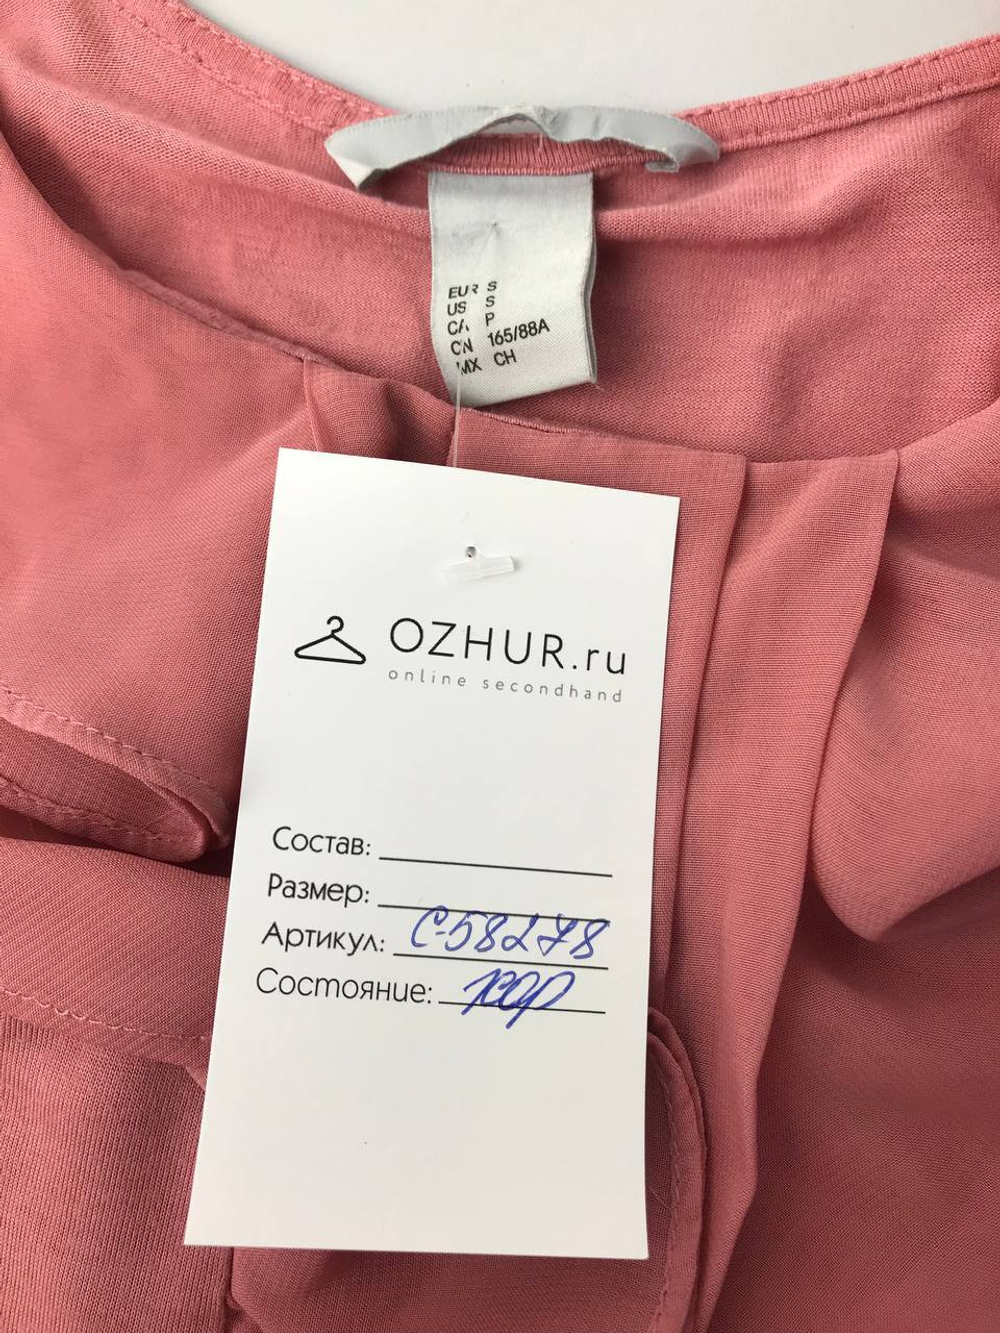 EUR S
US S
CA P
CN 165/88A
MX CH
OZHUR.ru
online secondhand
Состав:
Размер:
Артикул: С-58278
Состояние: хор